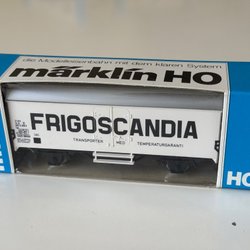 die Modelleisenbahn mit dem klaren System
märklin HO
FRIGOSCANDIA
TRANSPORTER MED TEMPERATURGARANTI
HO